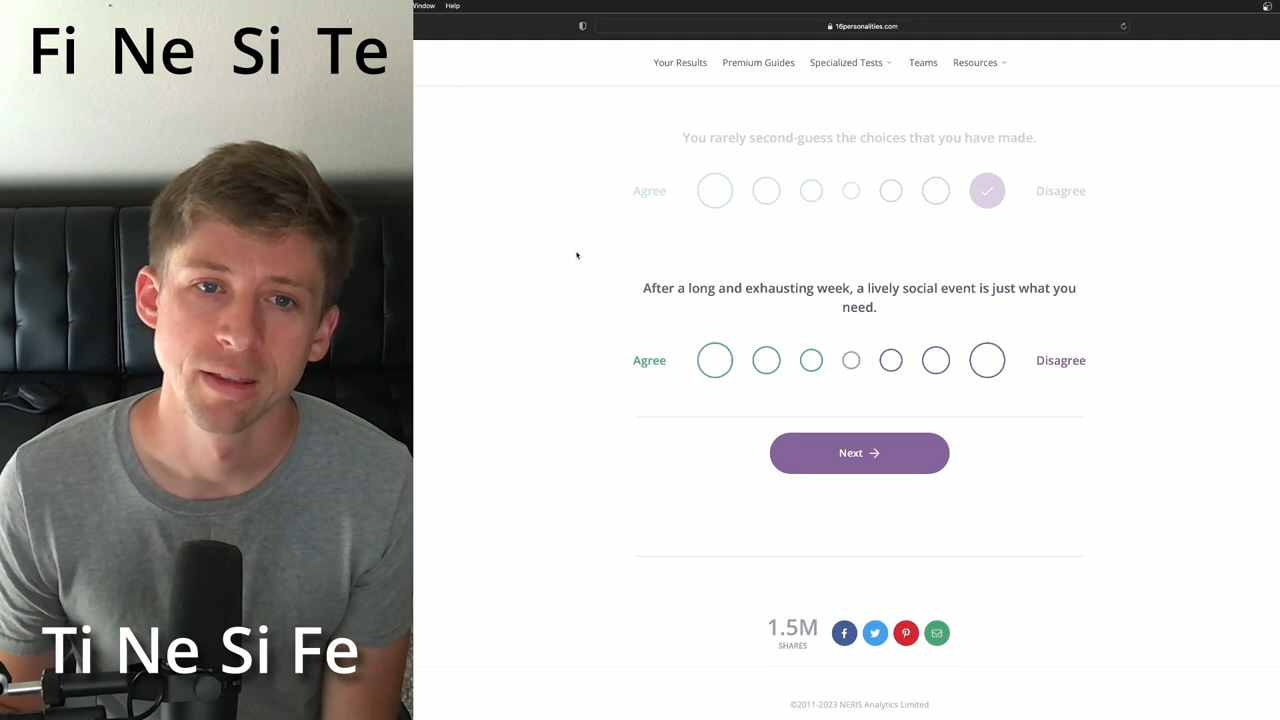 Fi Ne Si Te
Window Help
16personalities.com
Your Results Premium Guides Specialized Tests Teams Resources
You rarely second-guess the choices that you have made.
Agree Disagree
After a long and exhausting week, a lively social event is just what you
need.
Agree Disagree
Next
1.5M
SHARES
Ti Ne Si Fe
©2011-2023 NERIS Analytics Limited